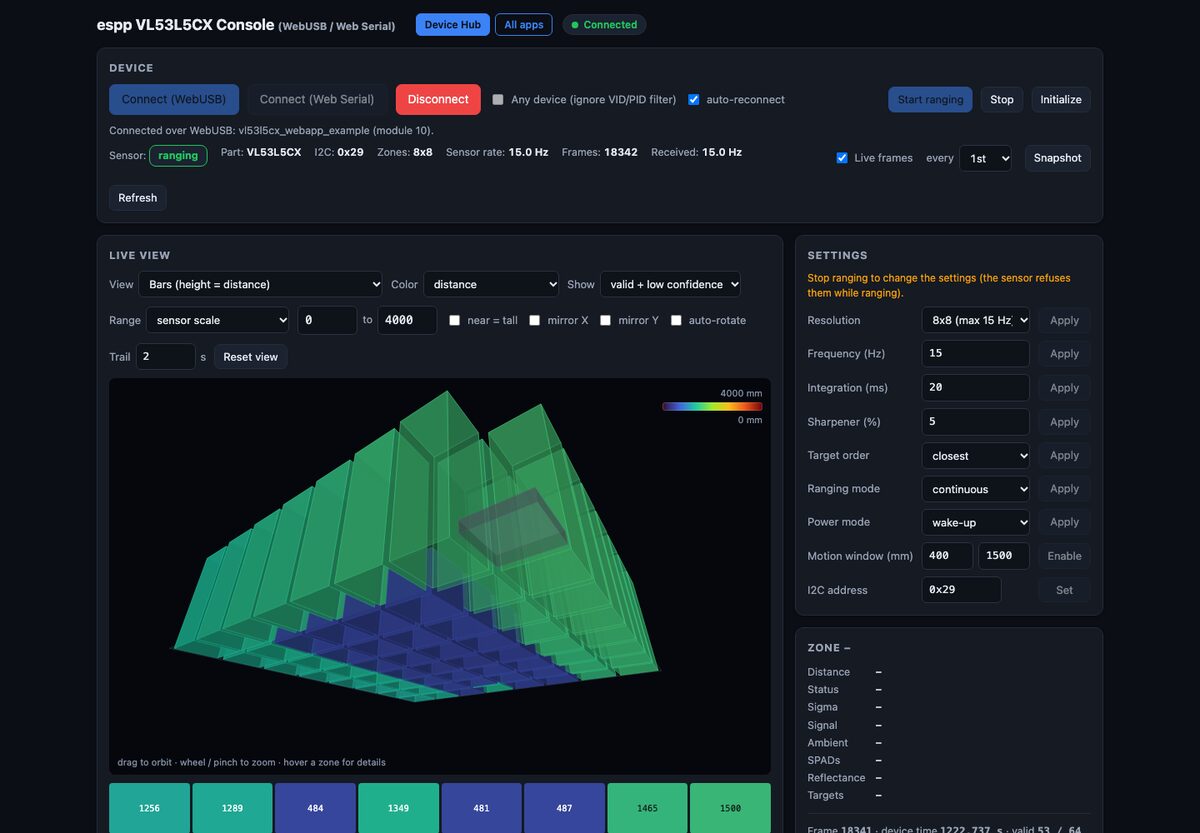 espp VL53L5CX Console (WebUSB / Web Serial) Device Hub All apps Connected
DEVICE
Connect (WebUSB) Connect (Web Serial) Disconnect Any device (ignore VID/PID filter) auto-reconnect Start ranging Stop Initialize
Connected over WebUSB: vl53l5cx_webapp_example (module 10).
Sensor: ranging Part: VL53L5CX I2C: 0x29 Zones: 8x8 Sensor rate: 15.0 Hz Frames: 18342 Received: 15.0 Hz Live frames every 1st Snapshot
Refresh
LIVE VIEW
View Bars (height = distance) Color distance Show valid + low confidence
Range sensor scale 0 to 4000 near = tall mirror X mirror Y auto-rotate
Trail 2 s Reset view
4000 mm
0 mm
drag to orbit · wheel / pinch to zoom · hover a zone for details
1256 1289 484 1349 481 487 1465 1500
SETTINGS
Stop ranging to change the settings (the sensor refuses
them while ranging).
Resolution 8x8 (max 15 Hz) Apply
Frequency (Hz) 15 Apply
Integration (ms) 20 Apply
Sharpener (%) 5 Apply
Target order closest Apply
Ranging mode continuous Apply
Power mode wake-up Apply
Motion window (mm) 400 1500 Enable
I2C address 0x29 Set
ZONE –
Distance –
Status –
Sigma –
Signal –
Ambient –
SPADs –
Reflectance –
Targets –
Frame 18341 · device time 1222.737 s · valid 53 / 64